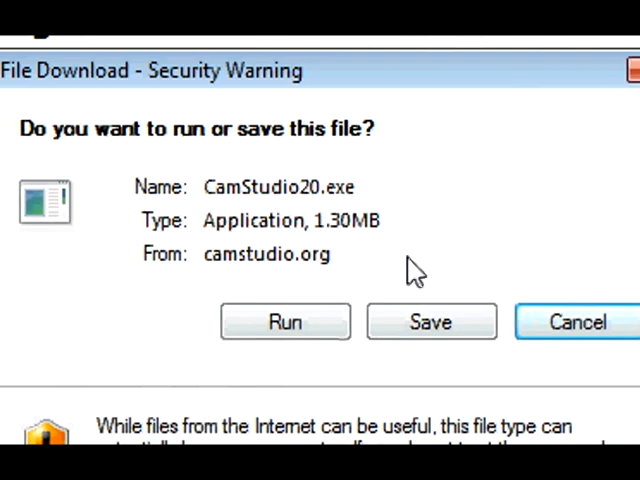 File Download - Security Warning
Do you want to run or save this file?
Name: CamStudio20.exe
Type: Application, 1.30MB
From: camstudio.org
Run Save Cancel
While files from the Internet can be useful, this file type can